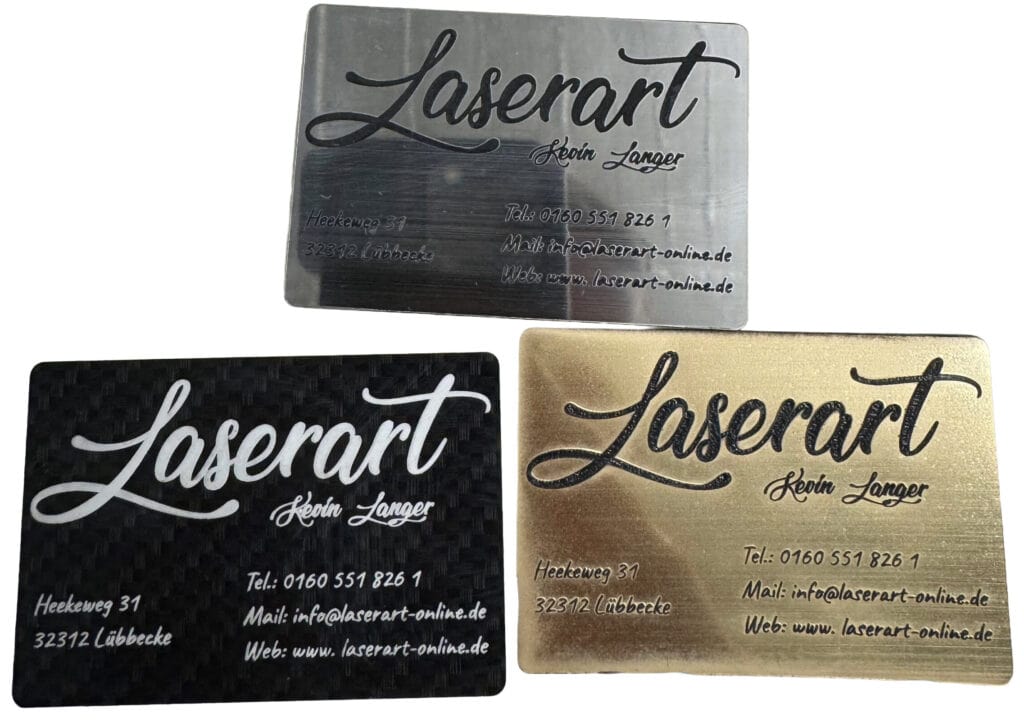 Laserart
Kevin Langer
Heekeweg 31
32312 Lübbecke
Tel.: 0160 551 826 1
Mail: info@laserart-online.de
Web: www. laserart-online.de
Laserart
Kevin Langer
Heekeweg 31
32312 Lübbecke
Tel.: 0160 551 826 1
Mail: info@laserart-online.de
Web: www. laserart-online.de
Laserart
Kevin Langer
Heekeweg 31
32312 Lübbecke
Tel.: 0160 551 826 1
Mail: info@laserart-online.de
Web: www. laserart-online.de